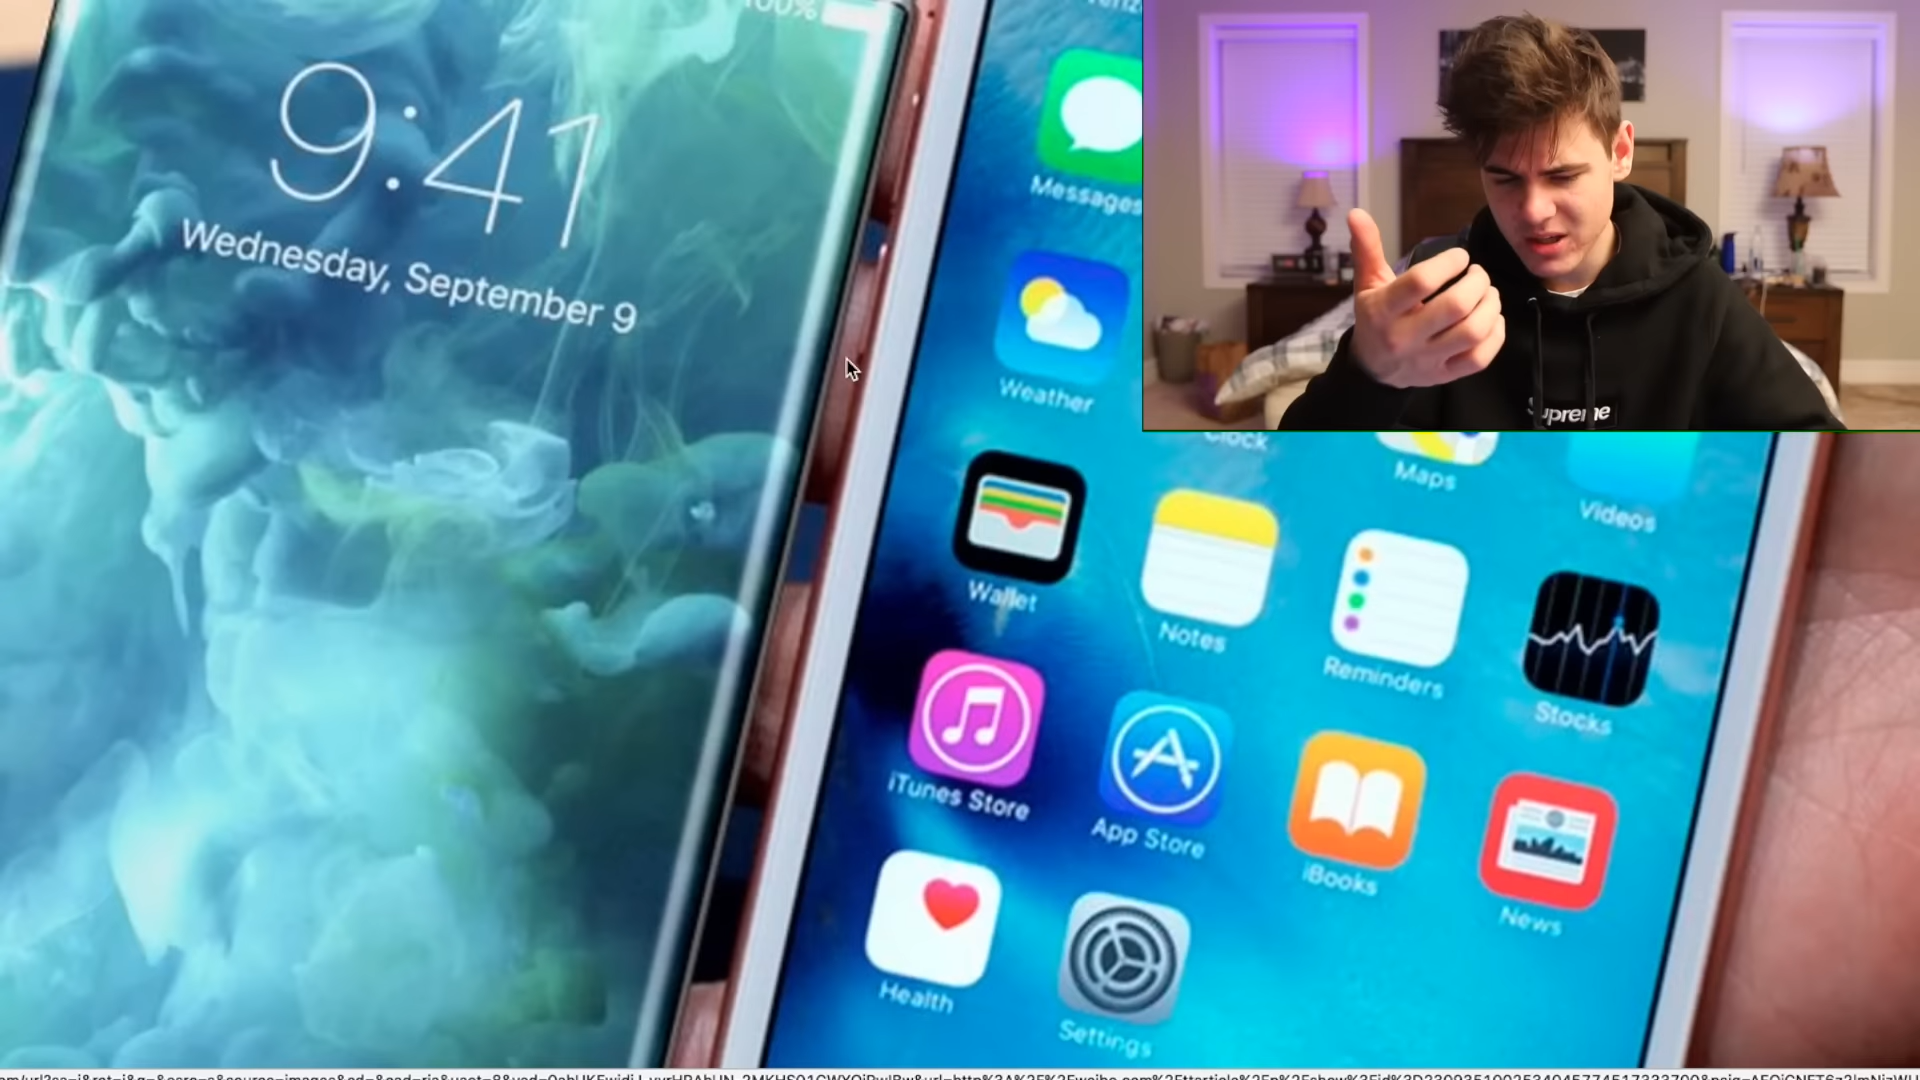 100%
9:41
Wednesday, September 9
Messages
Weather
Clock
Maps
Videos
Wallet
Notes
Reminders
Stocks
iTunes Store
App Store
iBooks
News
Health
Settings
Supreme